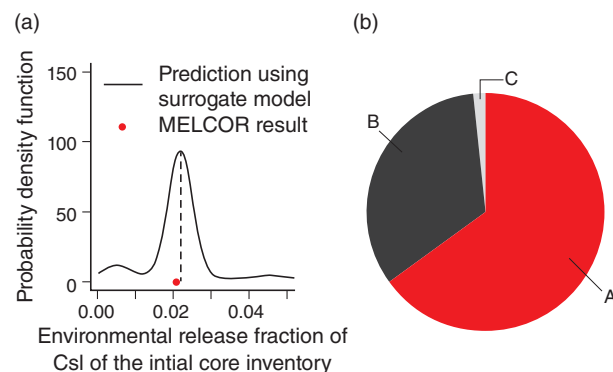 (a)
Probability density function
150
100
50
0
Prediction using
surrogate model
MELCOR result
0.00
0.02
0.04
Environmental release fraction of
CsI of the intial core inventory
(b)
C
B
A